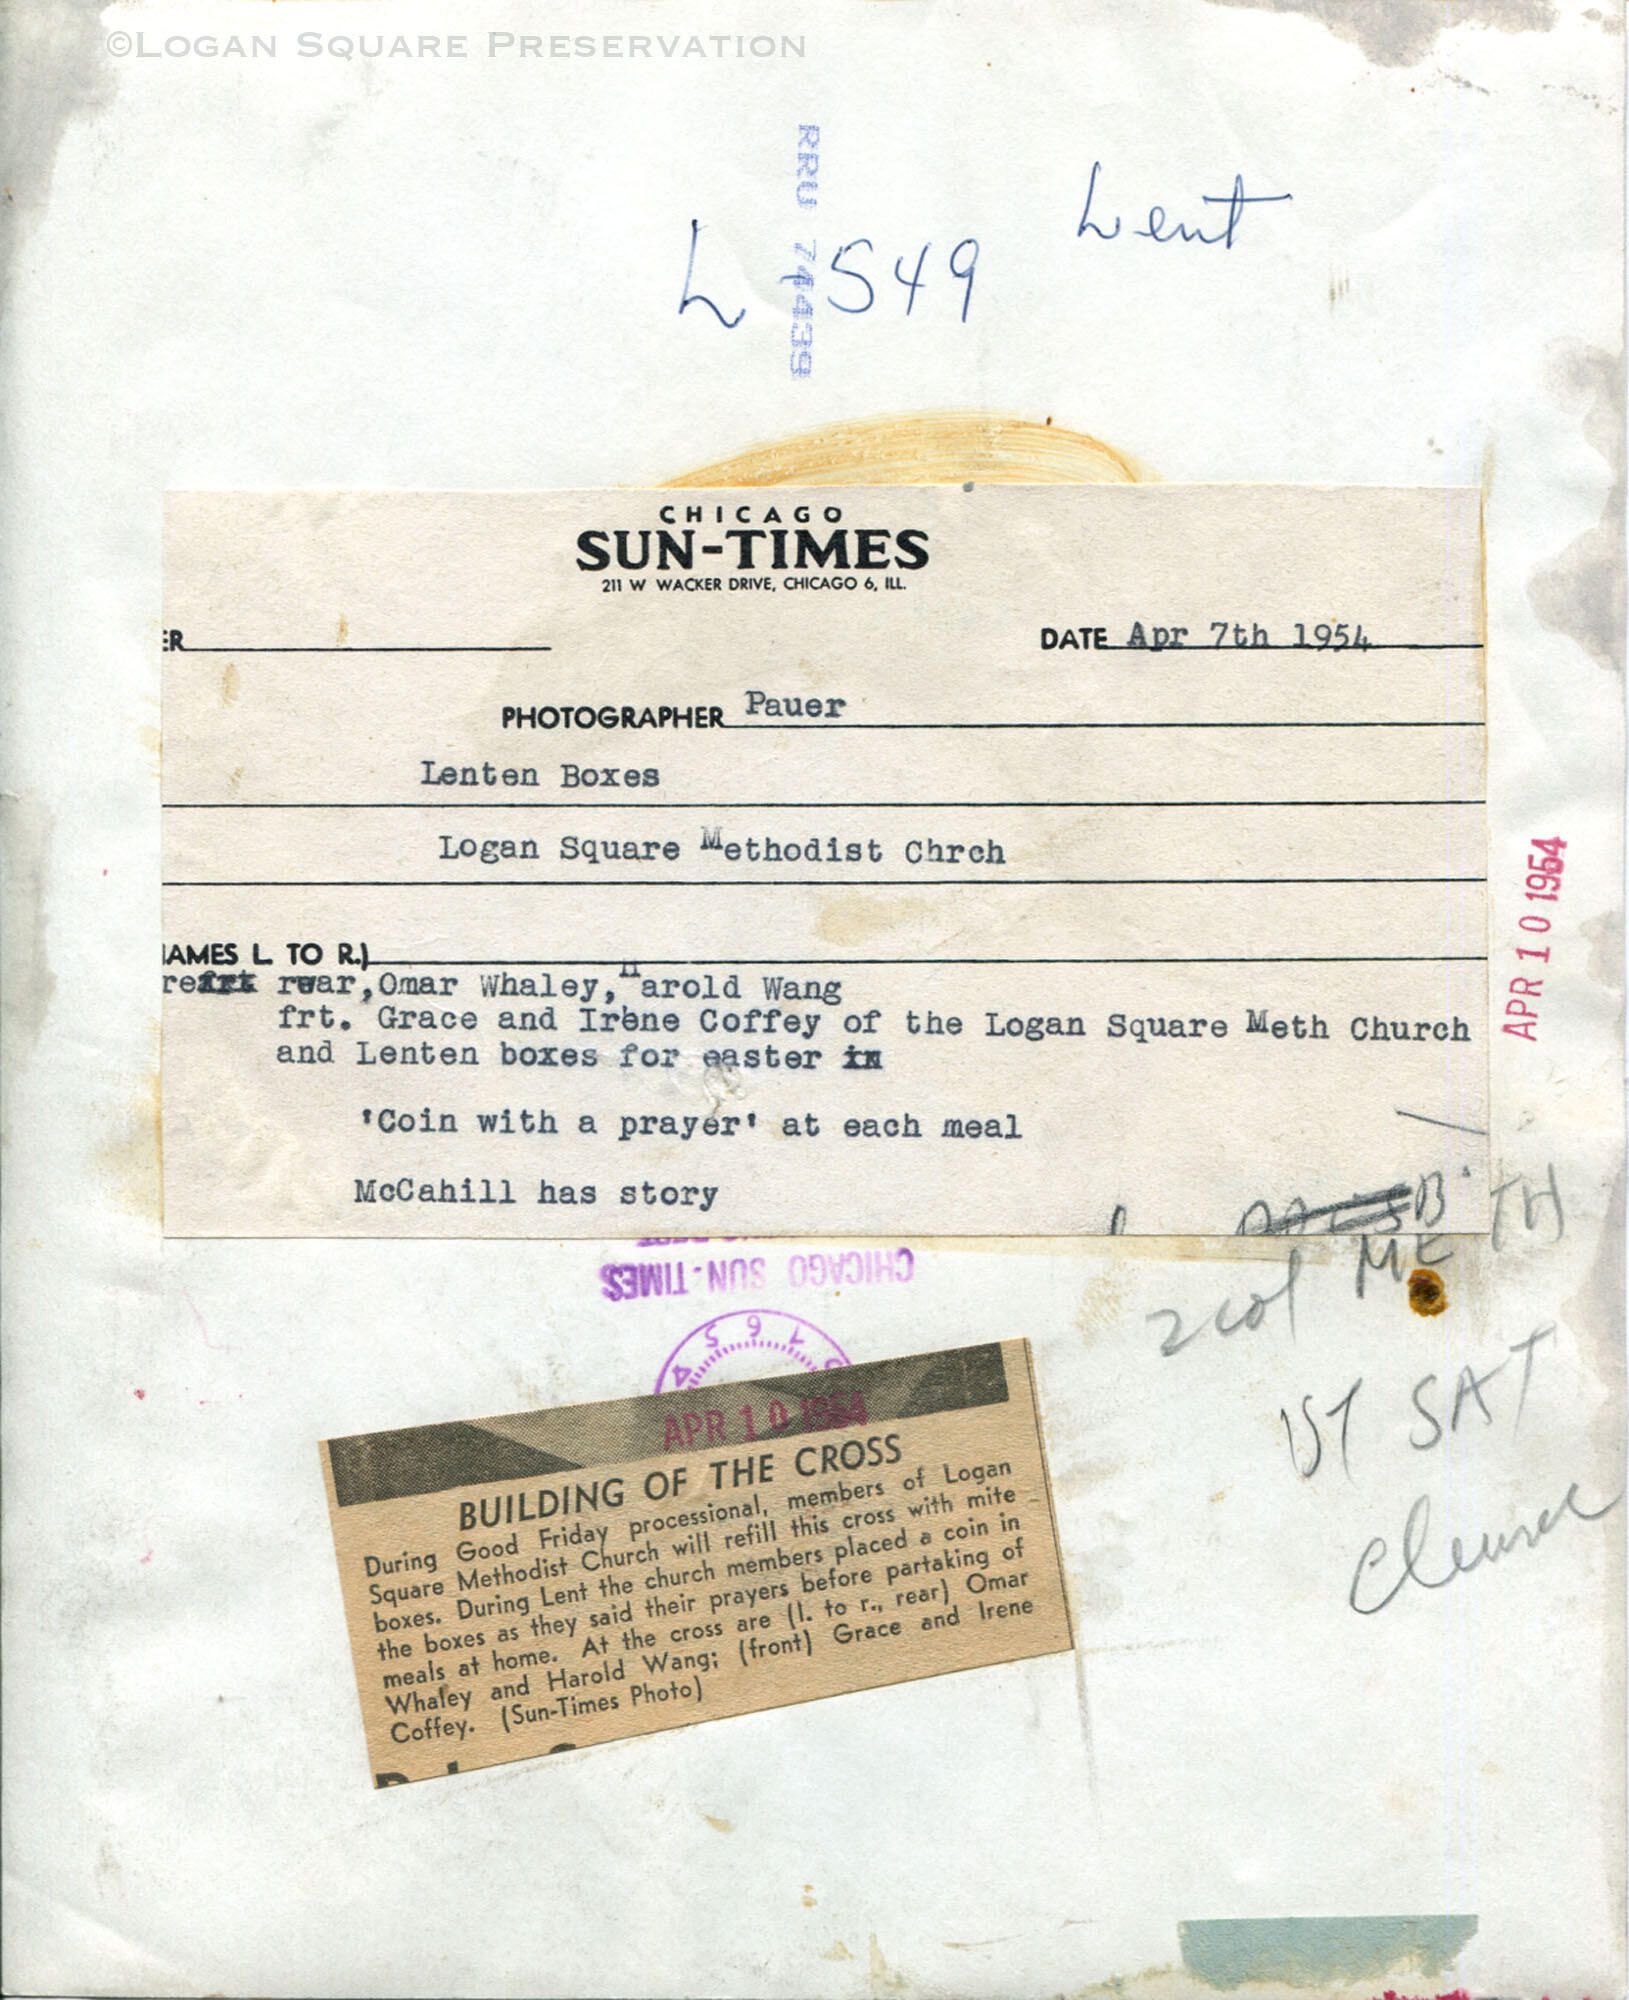 ©LOGAN SQUARE PRESERVATION
RRU 74439
Lent
L 549
CHICAGO
SUN-TIMES
211 W WACKER DRIVE, CHICAGO 6, ILL.
ER
DATE Apr 7th 1954
PHOTOGRAPHER Pauer
Lenten Boxes
Logan Square Methodist Chrch
AMES L. TO R.)
rear, Omar Whaley, Harold Wang
frt. Grace and Irene Coffey of the Logan Square Meth Church
and Lenten boxes for easter in
'Coin with a prayer' at each meal
McCahill has story
APR 10 1954
CHICAGO SUN-TIMES
4 5 6 7
2 col METH
1ST SAT
APR 10 1954
BUILDING OF THE CROSS
During Good Friday processional, members of Logan
Square Methodist Church will refill this cross with mite
boxes. During Lent the church members placed a coin in
the boxes as they said their prayers before partaking of
meals at home. At the cross are (l. to r., rear) Omar
Whaley and Harold Wang; (front) Grace and Irene
Coffey. (Sun-Times Photo)